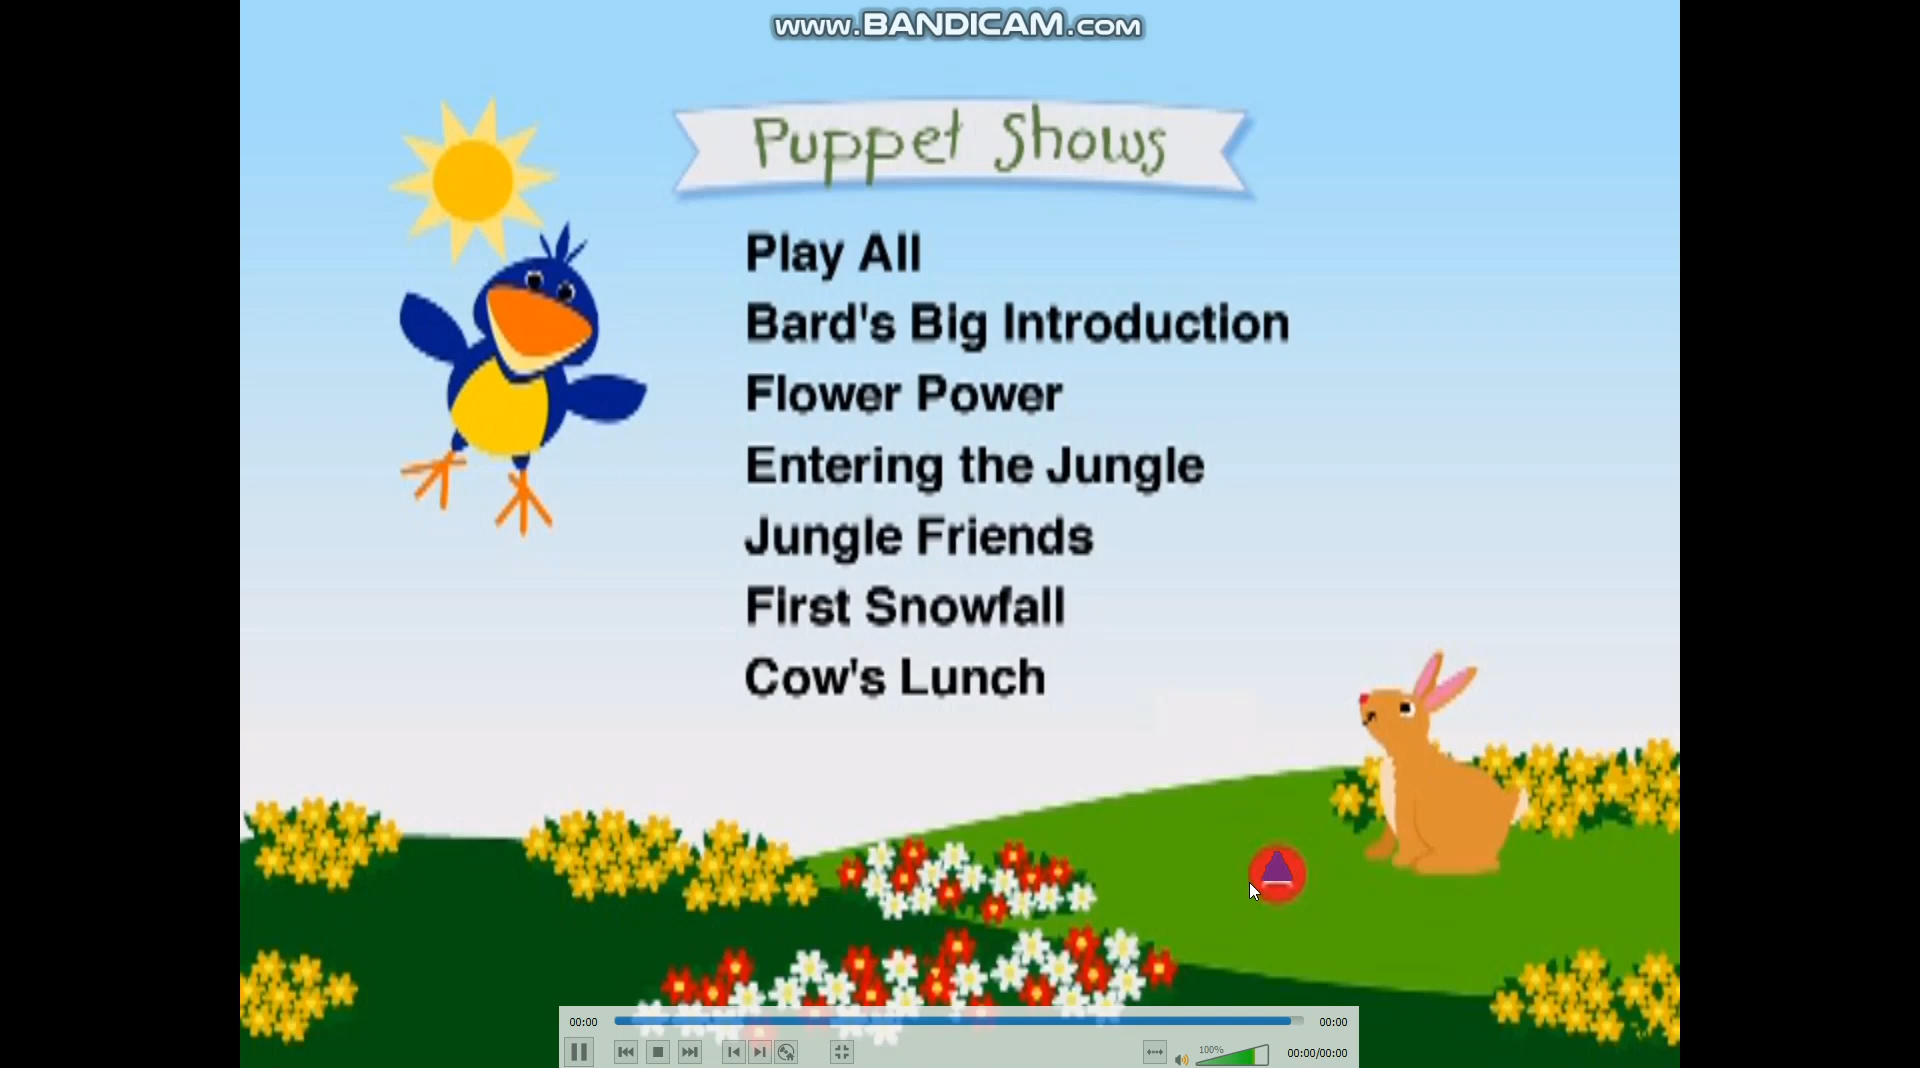 www.BANDICAM.com
Puppet Shows
Play All
Bard's Big Introduction
Flower Power
Entering the Jungle
Jungle Friends
First Snowfall
Cow's Lunch
00:00
00:00
100%
00:00/00:00